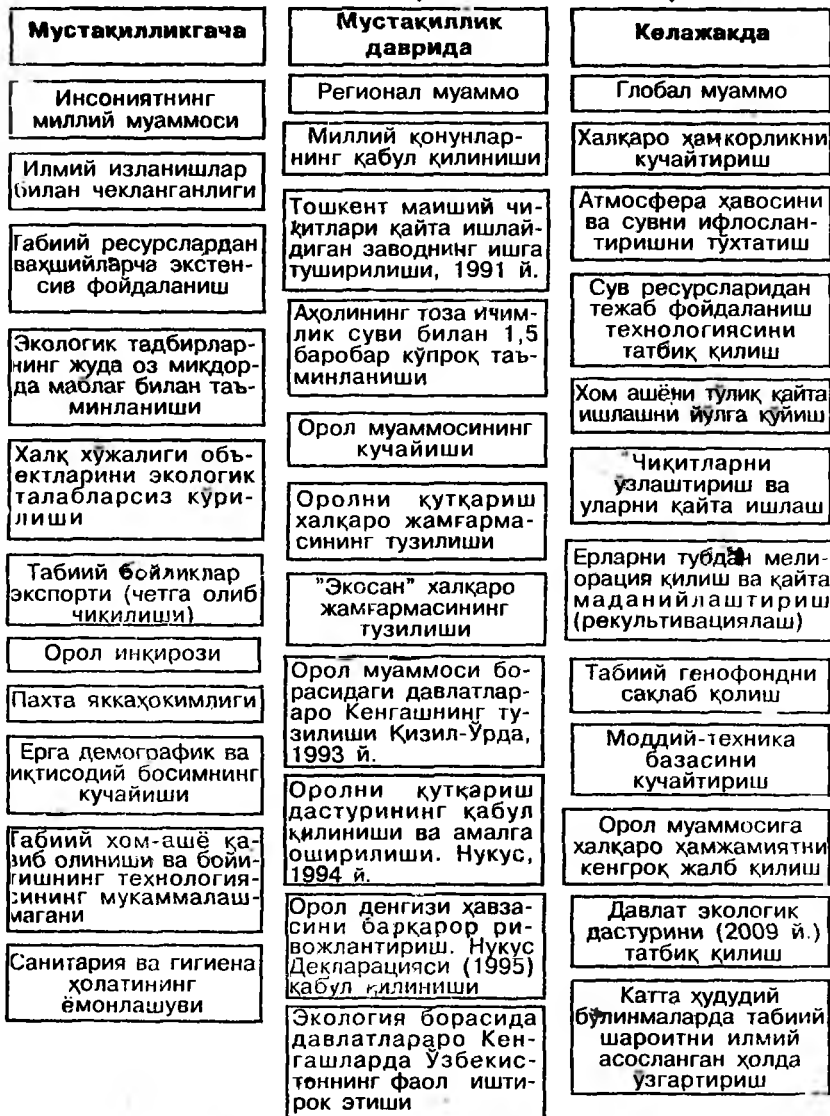 Мустақилликгача
Инсониятнинг
миллий муаммоси
Илмий изланишлар
билан чекланганлиги
Табиий ресурслардан
ваҳшийларча экстен-
сив фойдаланиш
Экологик тадбирлар-
нинг жуда оз миқдор-
да маблағ билан таъ-
минланиши
Халқ хўжалиги объ-
ектларини экологик
талабларсиз қўри-
лиши
Табиий бойликлар
экспорти (четга олиб
чиқилиши)
Орол инқирози
Пахта яккаҳокимлиги
Ерга демографик ва
иқтисодий босимнинг
кучайиши
Табиий хом-ашё қа-
зиб олиниши ва бойи-
тишнинг технология-
сининг мукаммалаш-
магани
Санитария ва гигиена
ҳолатининг
ёмонлашуви
Мустақиллик
даврида
Регионал муаммо
Миллий қонунлар-
нинг қабул қилиниши
Тошкент маиший чи-
қитлари қайта ишлай-
диган заводнинг ишга
туширилиши, 1991 й.
Аҳолининг тоза ичим-
лик суви билан 1,5
баробар кўпроқ таъ-
минланиши
Орол муаммосининг
кучайиши
Оролни қутқариш
халқаро жамғарма-
сининг тузилиши
"Экосан" халқаро
жамғармасининг
тузилиши
Орол муаммоси бо-
расидаги давлатлар-
аро Кенгашнинг ту-
зилиши Қизил-Ўрда,
1993 й.
Оролни қутқариш
дастурининг қабул
қилиниши ва амалга
оширилиши. Нукус,
1994 й.
Орол денгизи ҳавза-
сини барқарор ри-
вожлантириш. Нукус
Декларацияси (1995)
қабул қилиниши
Экология борасида
давлатлараро Кен-
гашларда Ўзбекис-
тоннинг фаол ишти-
рок этиши
Келажакда
Глобал муаммо
Халқаро ҳамкорликни
кучайтириш
Атмосфера ҳавосини
ва сувни ифлослан-
тиришни тўхтатиш
Сув ресурсларидан
тежаб фойдаланиш
технологиясини
татбиқ қилиш
Хом ашёни тўлиқ қайта
ишлашни йўлга қўйиш
Чиқитларни
ўзлаштириш ва
уларни қайта ишлаш
Ерларни тубдан мели-
орация қилиш ва қайта
маданийлаштириш
(рекультивациялаш)
Табиий генофондни
сақлаб қолиш
Моддий-техника
базасини
кучайтириш
Орол муаммосига
халқаро ҳамжамиятни
кенгроқ жалб қилиш
Давлат экологик
дастурини (2009 й.)
татбиқ қилиш
Катта ҳудудий
бўлинмаларда табиий
шароитни илмий
асосланган ҳолда
ўзгартириш